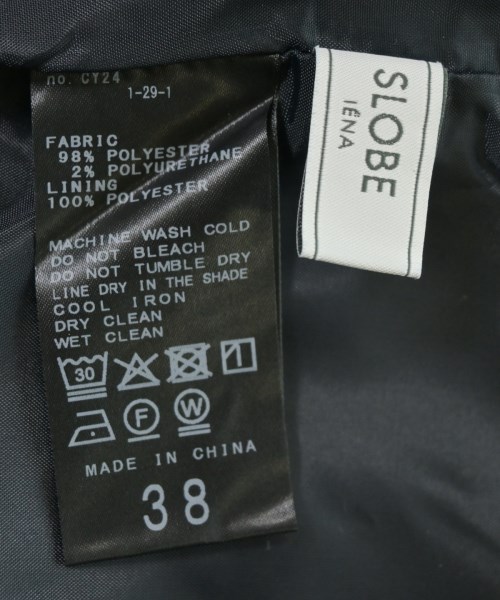 no. CY24
1-29-1
FABRIC
98% POLYESTER
2% POLYURETHANE
LINING
100% POLYESTER
MACHINE WASH COLD
DO NOT BLEACH
DO NOT TUMBLE DRY
LINE DRY IN THE SHADE
COOL IRON
DRY CLEAN
WET CLEAN
30
F W
MADE IN CHINA
38
SLOBE
IÉNA